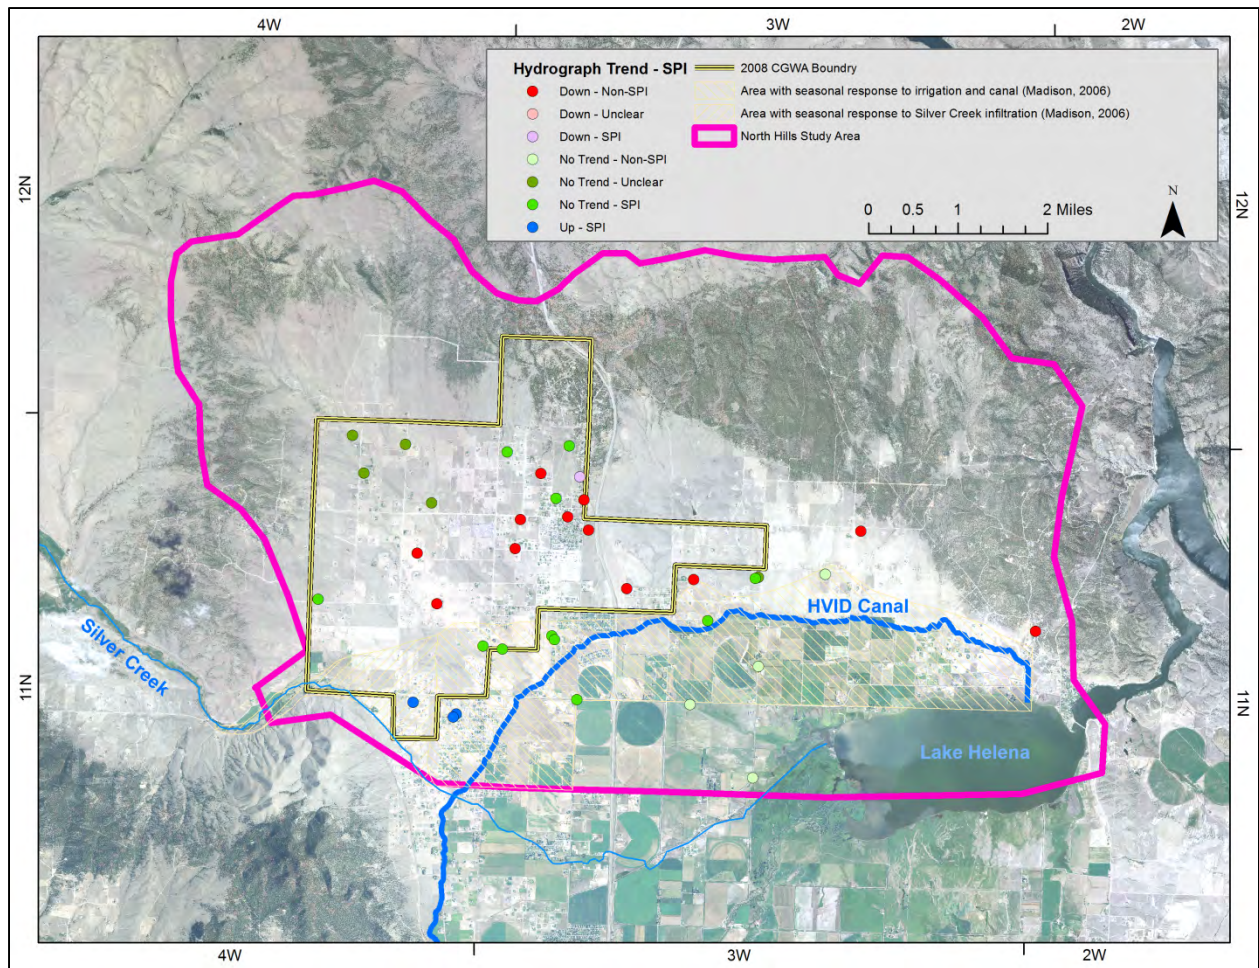 4W
3W
2W
Hydrograph Trend - SPI
Down - Non-SPI
Down - Unclear
Down - SPI
No Trend - Non-SPI
No Trend - Unclear
No Trend - SPI
Up - SPI
2008 CGWA Boundry
Area with seasonal response to irrigation and canal (Madison, 2006)
Area with seasonal response to Silver Creek infiltration (Madison, 2006)
North Hills Study Area
0 0.5 1 2 Miles
N
12N
12N
HVID Canal
Silver Creek
11N
11N
Lake Helena
4W
3W
2W